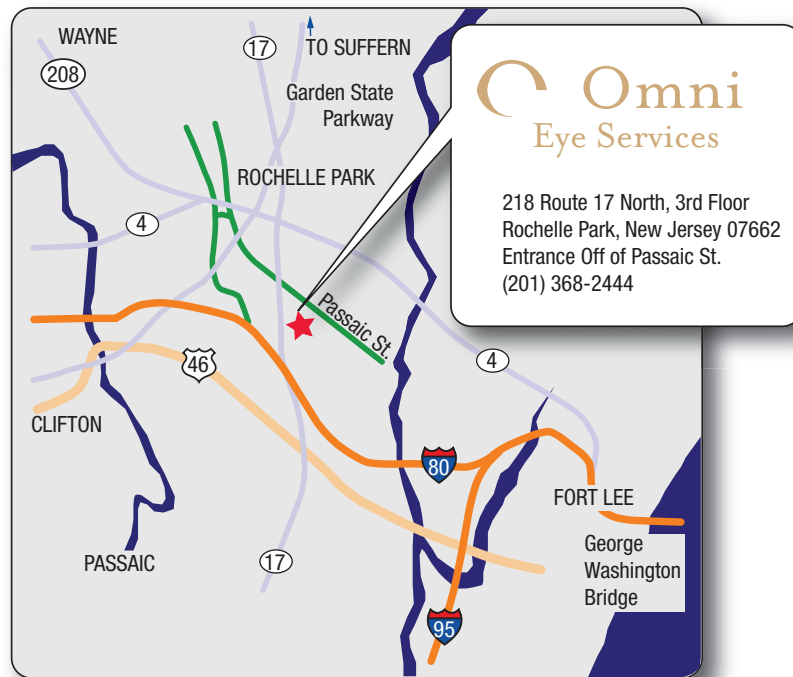 WAYNE
17
TO SUFFERN
208
Garden State
Parkway
Omni
Eye Services
ROCHELLE PARK
218 Route 17 North, 3rd Floor
Rochelle Park, New Jersey 07662
Entrance Off of Passaic St.
(201) 368-2444
4
Passaic St.
46
4
CLIFTON
80
FORT LEE
PASSAIC
17
George
Washington
Bridge
95